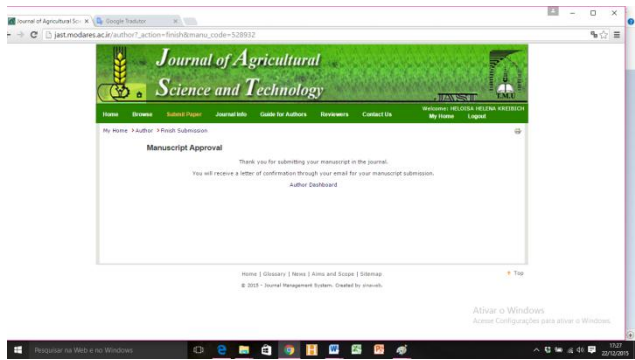 Journal of Agricultural Sci
Google Tradutor
jast.modares.ac.ir/author?_action=finish&manu_code=528932
Journal of Agricultural
Science and Technology
JAST
T.M.U
Home Browse Submit Paper Journal Info Guide for Authors Reviewers Contact Us
Welcome: HELOISA HELENA KREIBICH
My Home Logout
My Home > Author > Finish Submission
Manuscript Approval
Thank you for submitting your manuscript in the journal.
You will receive a letter of confirmation through your email for your manuscript submission.
Author Dashboard
Home | Glossary | News | Aims and Scope | Sitemap
Top
© 2015 - Journal Management System. Created by sinaweb.
Ativar o Windows
Acesse Configurações para ativar o Windows.
Pesquisar na Web e no Windows
17:27
22/12/2015